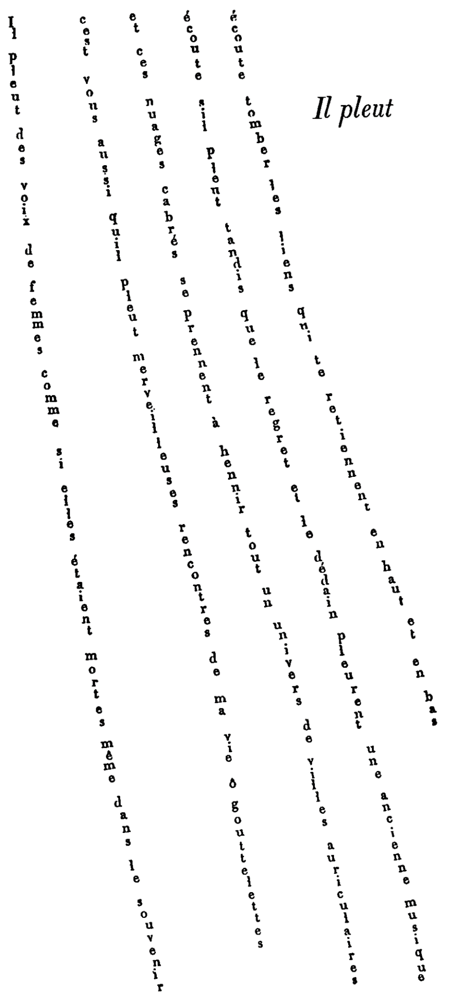 Il pleut
Il pleut des voix de femmes comme si elles étaient mortes même dans le souvenir
cest vous aussi quil pleut merveilleuses rencontres de ma vie ô gouttelettes
et ces nuages cabrés se prennent à hennir tout un univers de villes auriculaires
écoute sil pleut tandis que le regret et le dédain pleurent une ancienne musique
écoute tomber les liens qui te retiennent en haut et en bas